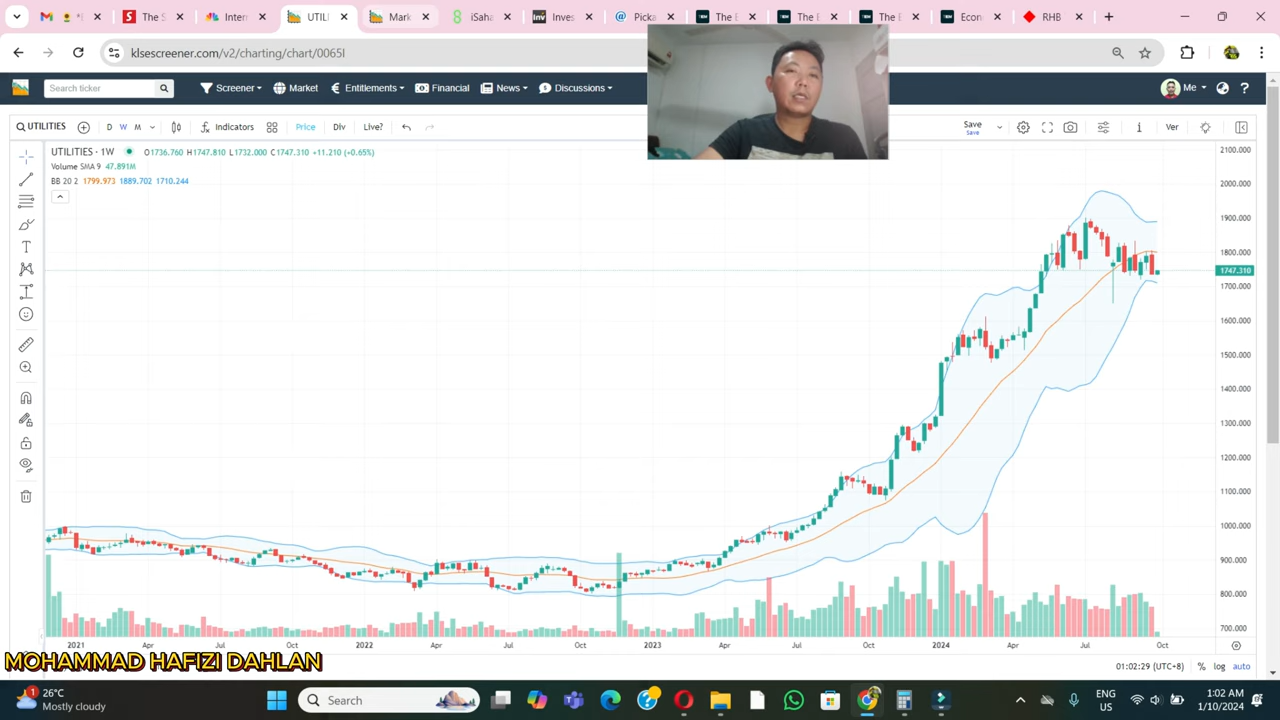 The S
Inter
UTILI
Mark
iSaha
Inves
Picka
The E
The E
The E
Econ
RHB
klsescreener.com/v2/charting/chart/0065I
Search ticker
Screener
Market
Entitlements
Financial
News
Discussions
Me
UTILITIES
D W M
Indicators
Price
Div
Live?
Save
Save
Ver
UTILITIES · 1W O1736.760 H1747.810 L1732.000 C1747.310 +11.210 (+0.65%)
Volume SMA 9 47.891M
BB 20 2 1799.973 1889.702 1710.244
2100.000
2000.000
1900.000
1800.000
1747.310
1700.000
1600.000
1500.000
1400.000
1300.000
1200.000
1100.000
1000.000
900.000
800.000
700.000
2021 Apr Jul Oct 2022 Apr Jul Oct 2023 Apr Jul Oct 2024 Apr Jul Oct
01:02:29 (UTC+8) % log auto
MOHAMMAD HAFIZI DAHLAN
1
26°C
Mostly cloudy
Search
ENG
US
1:02 AM
1/10/2024